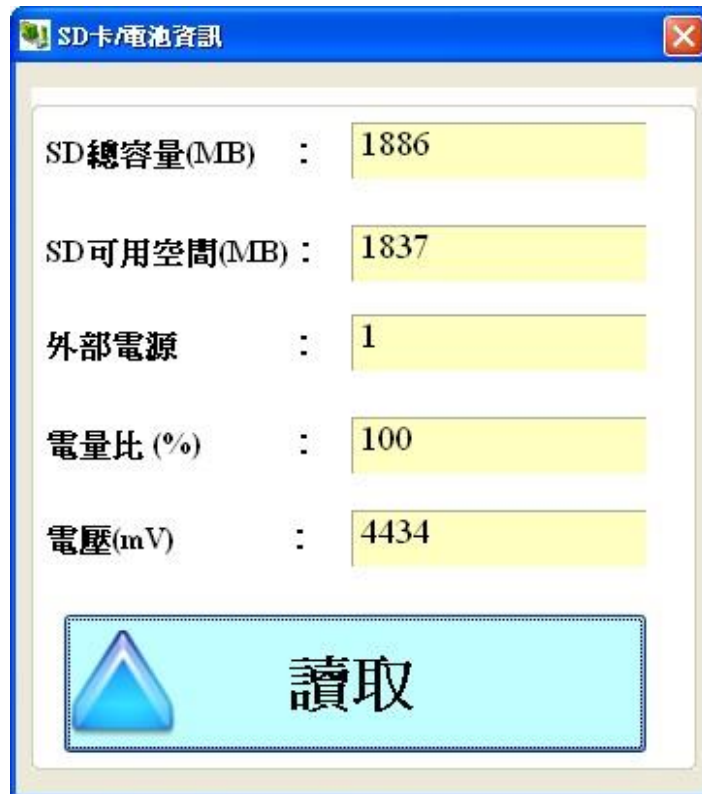 SD卡/電池資訊
SD總容量(MB) : 1886
SD可用空間(MB) : 1837
外部電源 : 1
電量比 (%) : 100
電壓(mV) : 4434
讀取